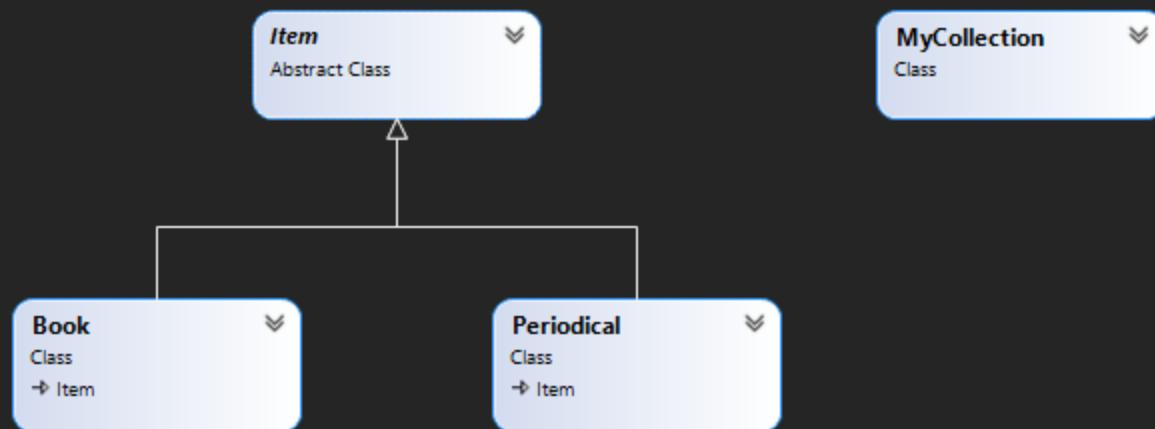 Item
Abstract Class
MyCollection
Class
Book
Class
Item
Periodical
Class
Item